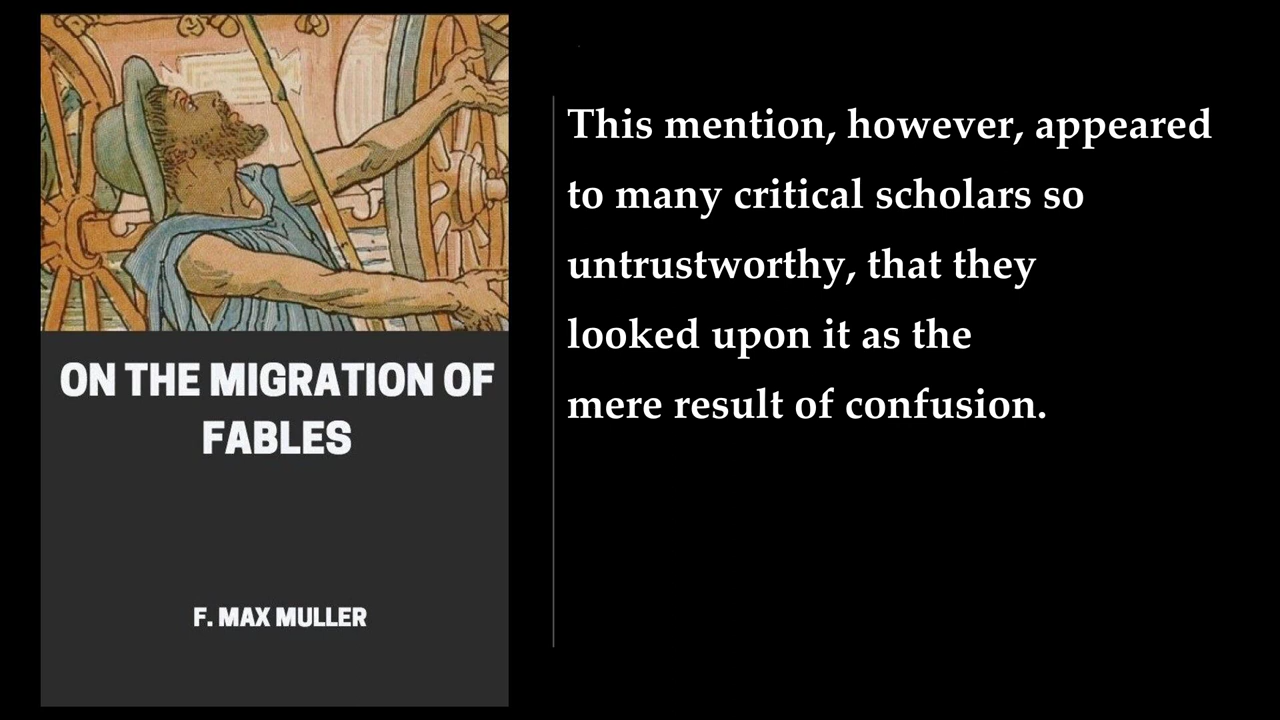 ON THE MIGRATION OF
FABLES
F. MAX MULLER
This mention, however, appeared
to many critical scholars so
untrustworthy, that they
looked upon it as the
mere result of confusion.